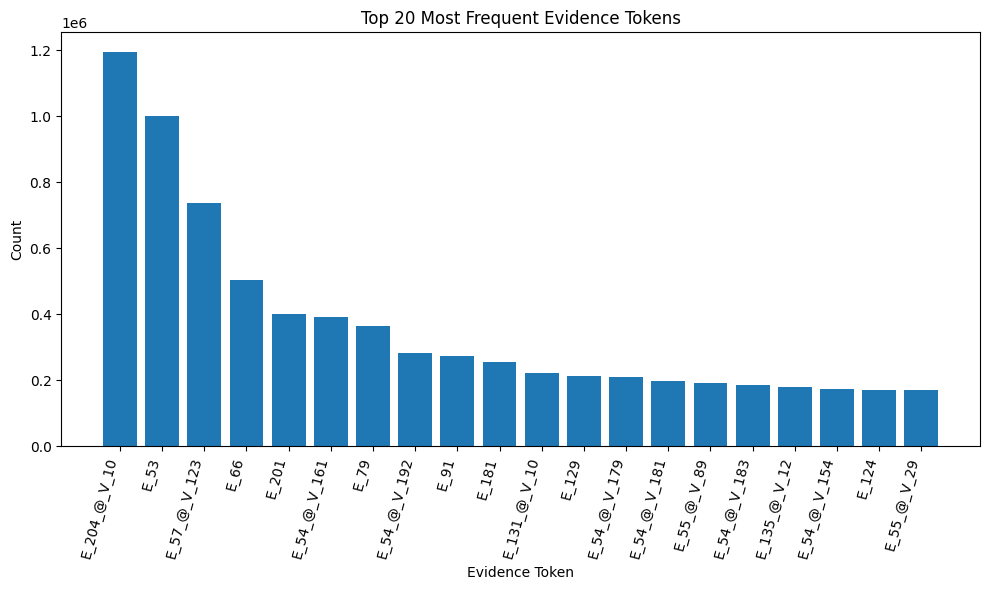 Top 20 Most Frequent Evidence Tokens
1e6
1.2
1.0
0.8
0.6
0.4
0.2
0.0
Count
E_204_@_V_10
E_53
E_57_@_V_123
E_66
E_201
E_54_@_V_161
E_79
E_54_@_V_192
E_91
E_181
E_131_@_V_10
E_129
E_54_@_V_179
E_54_@_V_181
E_55_@_V_89
E_54_@_V_183
E_135_@_V_12
E_54_@_V_154
E_124
E_55_@_V_29
Evidence Token